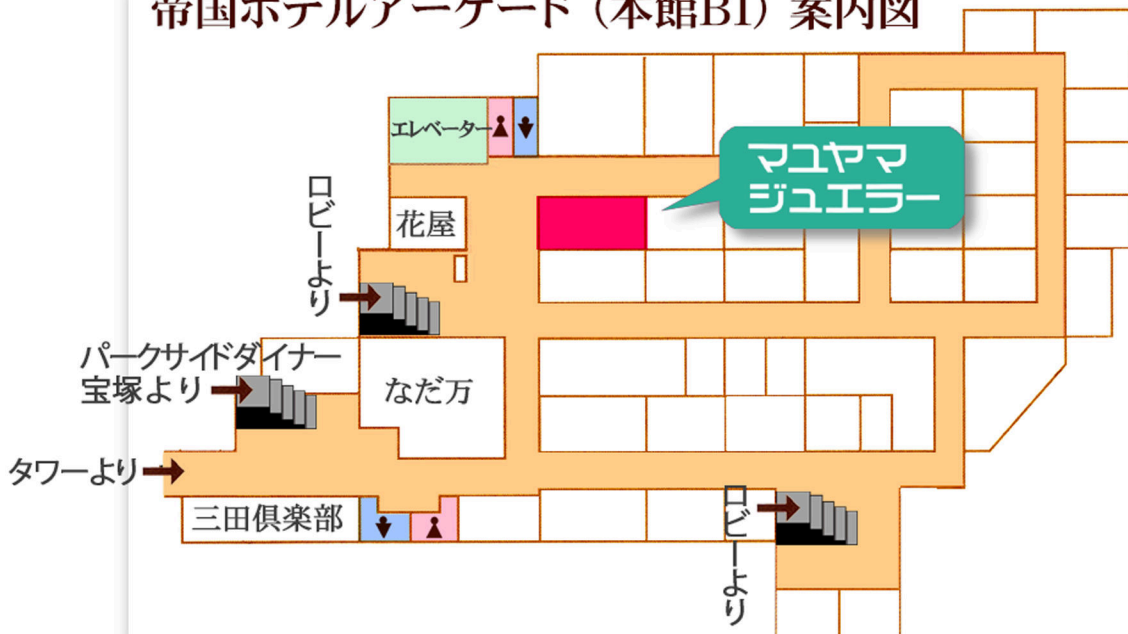 帝国ホテルアーケード（本館B1）案内図
エレベーター
マユヤマ
ジュエラー
ロビーより
花屋
パークサイドダイナー
宝塚より
なだ万
タワーより
三田倶楽部
ロビーより